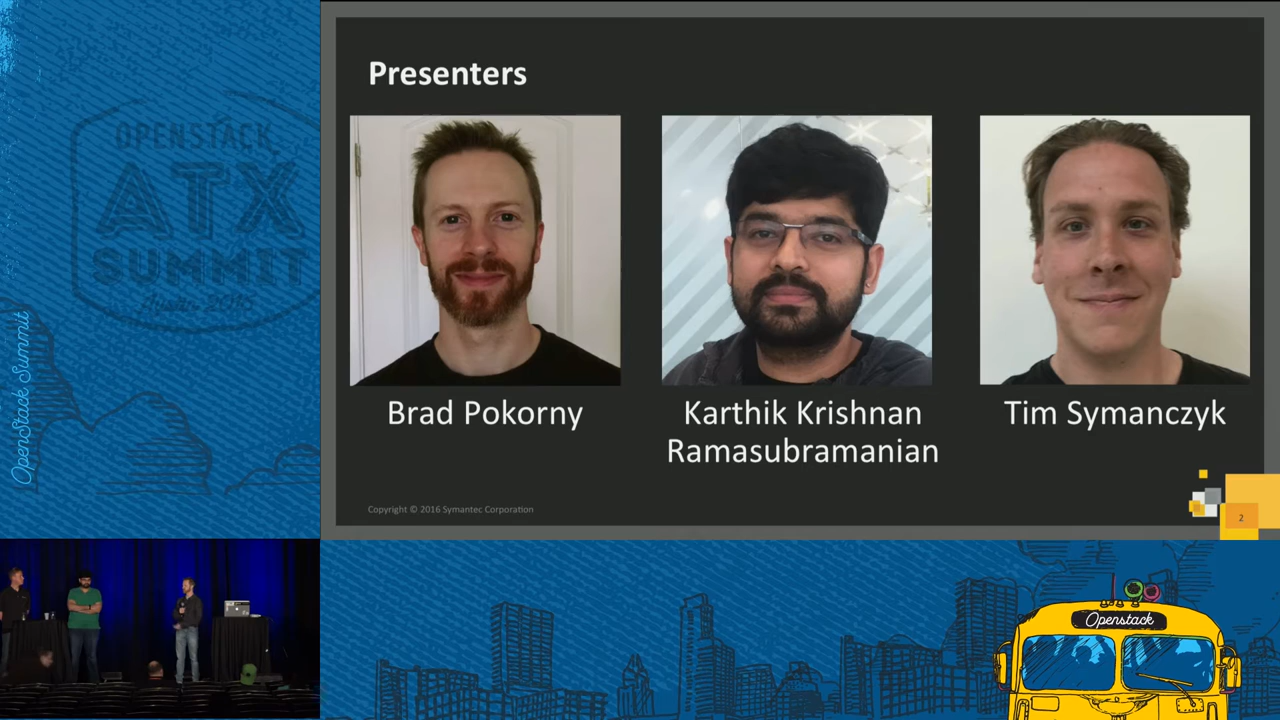 Presenters
Brad Pokorny
Karthik Krishnan
Ramasubramanian
Tim Symanczyk
Copyright © 2016 Symantec Corporation
2
OPENSTACK
ATX
SUMMIT
OpenStack Summit
Openstack